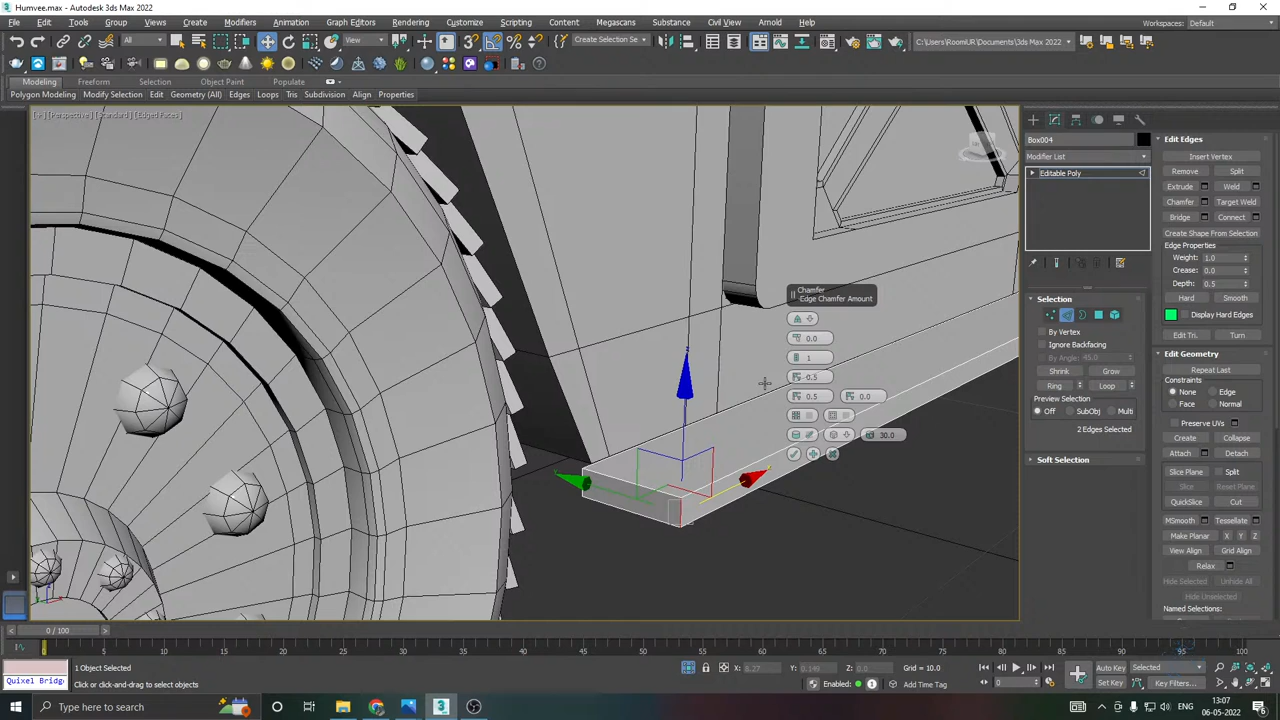 Humvee.max - Autodesk 3ds Max 2022
File Edit Tools Group Views Create Modifiers Animation Graph Editors Rendering Customize Scripting Content Megascans Substance Civil View Arnold Help
Workspaces: Default
All View Create Selection Se C:\Users\RoomUR\Documents\3ds Max 2022
Modeling Freeform Selection Object Paint Populate
Polygon Modeling Modify Selection Edit Geometry (All) Edges Loops Tris Subdivision Align Properties
[+] [Perspective] [Standard] [Edged Faces]
Chamfer
Edge Chamfer Amount
0.0
1
0.5
0.5 0.0
30.0
Box004
Modifier List
Editable Poly
Selection
By Vertex
Ignore Backfacing
By Angle: 45.0
Shrink Grow
Ring Loop
Preview Selection
Off SubObj Multi
2 Edges Selected
Soft Selection
Edit Edges
Insert Vertex
Remove Split
Extrude Weld
Chamfer Target Weld
Bridge Connect
Create Shape From Selection
Edge Properties
Weight: 1.0
Crease: 0.0
Depth: 0.5
Hard Smooth
Display Hard Edges
Edit Tri. Turn
Edit Geometry
Repeat Last
Constraints
None Edge
Face Normal
Preserve UVs
Create Collapse
Attach Detach
Slice Plane Split
Slice Reset Plane
QuickSlice Cut
MSmooth Tessellate
Make Planar X Y Z
View Align Grid Align
Relax
Hide Selected Unhide All
Hide Unselected
Named Selections:
0 / 100
0 5 10 15 20 25 30 35 40 45 50 55 60 65 70 75 80 85 90 95 100
1 Object Selected
Quixel Bridg
Click or click-and-drag to select objects
X: 8.27 Y: 0.149 Z: 0.0 Grid = 10.0
Enabled: Add Time Tag
0
Auto Key Selected
Set Key Key Filters...
Type here to search
ENG
13:07
06-05-2022